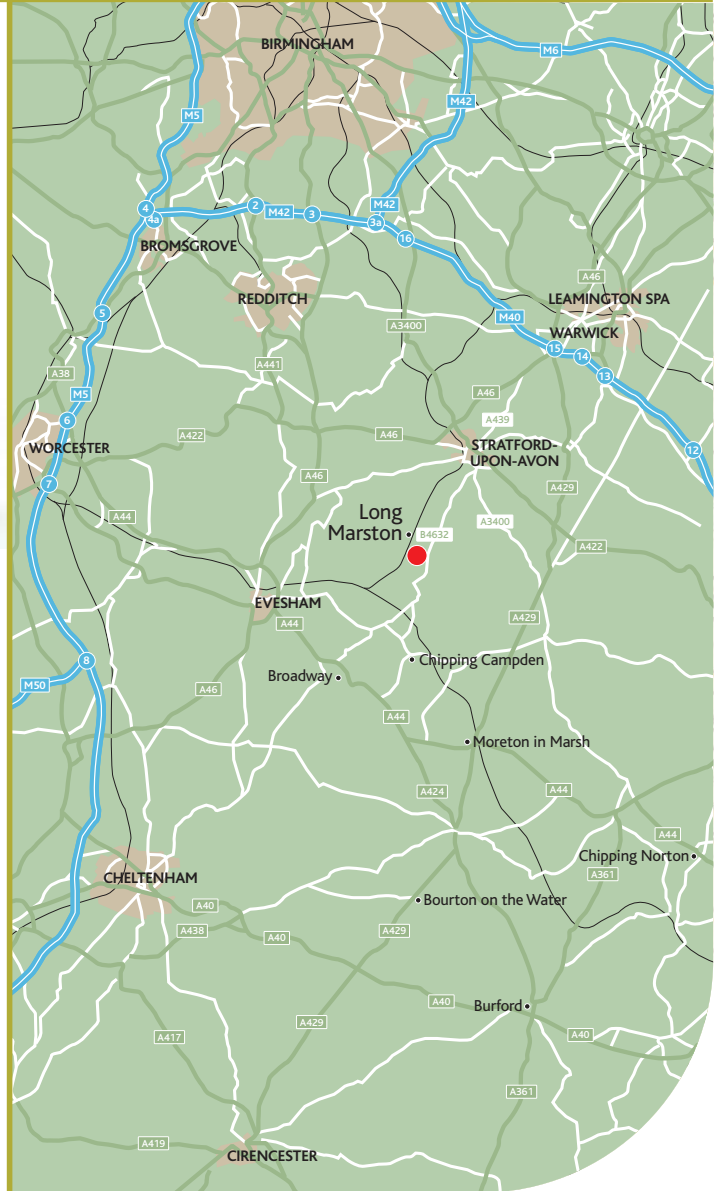 BIRMINGHAM
M6
M42
M5
4
4a
2
M42
3
M42
3a
16
BROMSGROVE
A46
REDDITCH
LEAMINGTON SPA
5
M40
A3400
WARWICK
15
14
A441
13
A38
M5
A46
6
A439
A422
A46
STRATFORD-
UPON-AVON
WORCESTER
12
A46
7
A429
Long
Marston
A44
A3400
B4632
A422
EVESHAM
A429
A44
8
Chipping Campden
Broadway
M50
A46
A44
Moreton in Marsh
A424
A44
A44
Chipping Norton
CHELTENHAM
A361
Bourton on the Water
A40
A438
A40
A429
A40
Burford
A429
A417
A40
A361
A419
CIRENCESTER